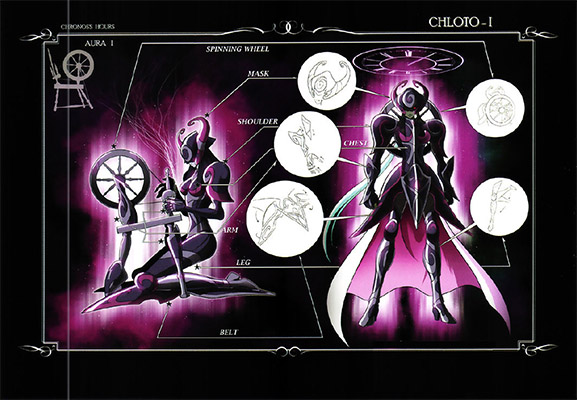 CHRONOS'S HOURS
CHLOTO - I
AURA I
SPINNING WHEEL
MASK
SHOULDER
CHEST
ARM
LEG
BELT